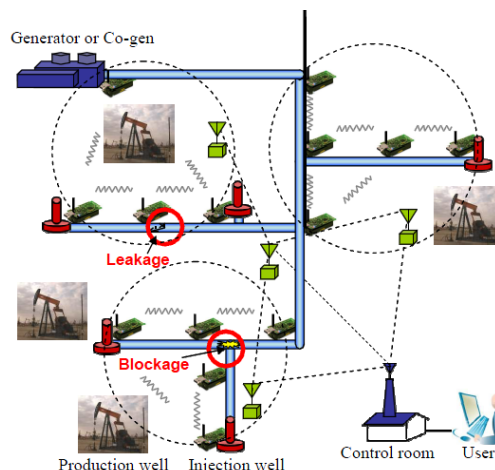 Generator or Co-gen
Leakage
Blockage
Production well
Injection well
Control room
User